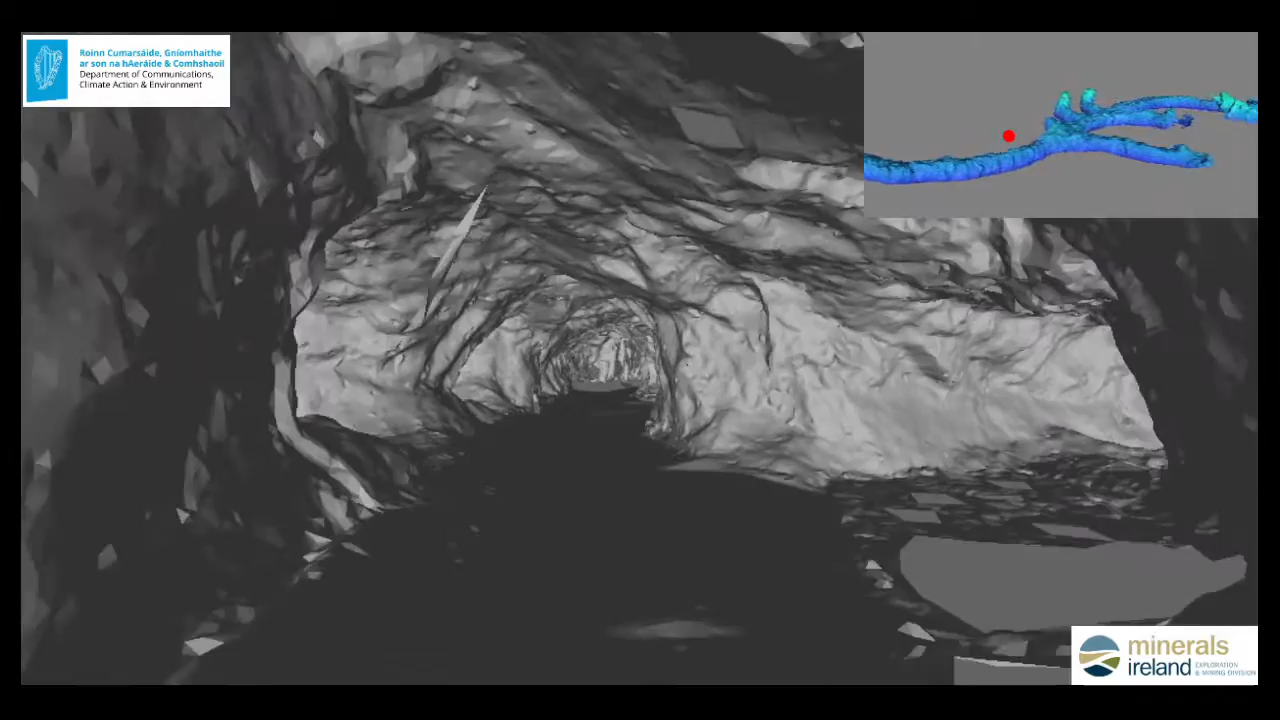 Roinn Cumarsáide, Gníomhaithe
ar son na hAeráide & Comhshaoil
Department of Communications,
Climate Action & Environment
minerals
ireland EXPLORATION
& MINING DIVISION